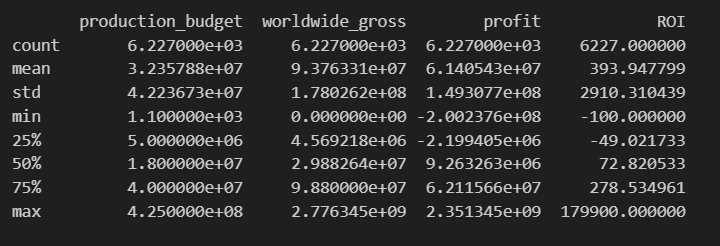 production_budget worldwide_gross profit ROI
count 6.227000e+03 6.227000e+03 6.227000e+03 6227.000000
mean 3.235788e+07 9.376331e+07 6.140543e+07 393.947799
std 4.223673e+07 1.780262e+08 1.493077e+08 2910.310439
min 1.100000e+03 0.000000e+00 -2.002376e+08 -100.000000
25% 5.000000e+06 4.569218e+06 -2.199405e+06 -49.021733
50% 1.800000e+07 2.988264e+07 9.263263e+06 72.820533
75% 4.000000e+07 9.880000e+07 6.211566e+07 278.534961
max 4.250000e+08 2.776345e+09 2.351345e+09 179900.000000